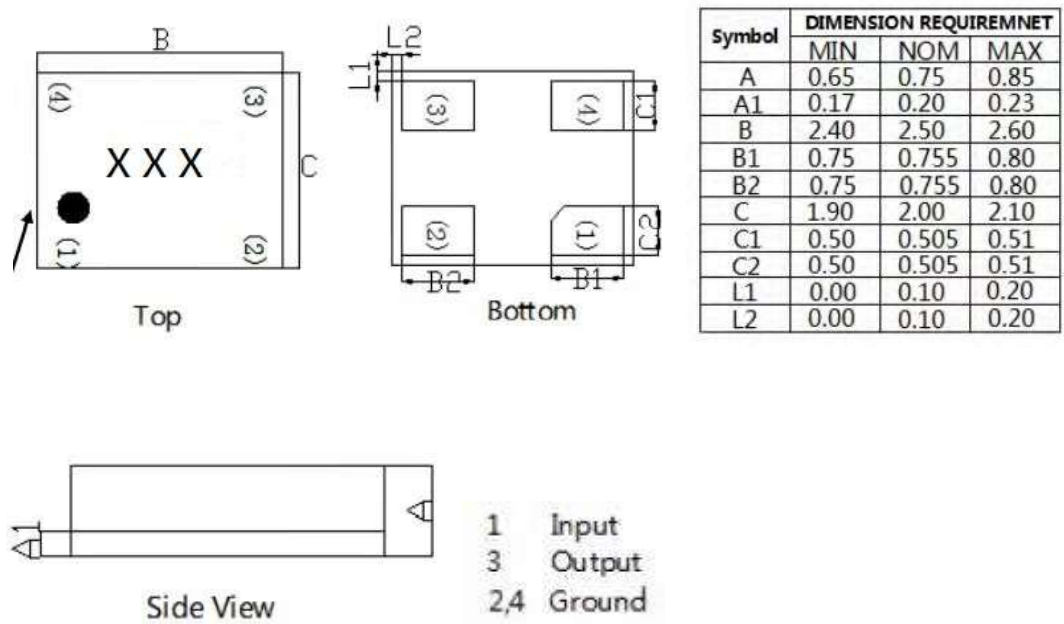 B
L2
L1
(4)
(3)
X X X
C
(1)
(2)
Top
(3)
(4)
C1
(2)
(1)
C2
B2
B1
Bottom
Symbol DIMENSION REQUIREMNET
MIN NOM MAX
A 0.65 0.75 0.85
A1 0.17 0.20 0.23
B 2.40 2.50 2.60
B1 0.75 0.755 0.80
B2 0.75 0.755 0.80
C 1.90 2.00 2.10
C1 0.50 0.505 0.51
C2 0.50 0.505 0.51
L1 0.00 0.10 0.20
L2 0.00 0.10 0.20
A
A1
Side View
1 Input
3 Output
2,4 Ground